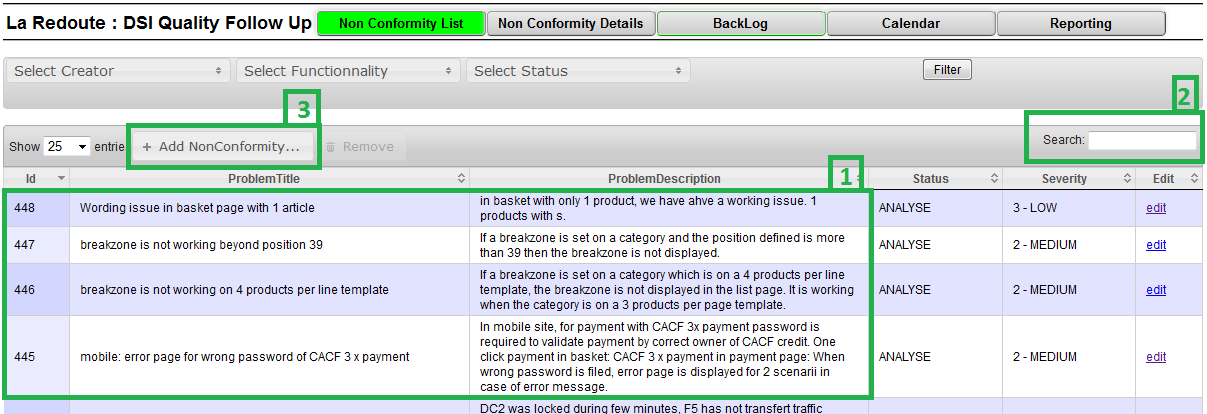 La Redoute : DSI Quality Follow Up Non Conformity List Non Conformity Details BackLog Calendar Reporting
Select Creator Select Functionnality Select Status Filter
3
2
Show 25 entrie + Add NonConformity... Remove Search:
1
Id ProblemTitle ProblemDescription Status Severity Edit
448 Wording issue in basket page with 1 article in basket with only 1 product, we have ahve a working issue. 1
products with s. ANALYSE 3 - LOW edit
447 breakzone is not working beyond position 39 If a breakzone is set on a category and the position defined is more
than 39 then the breakzone is not displayed. ANALYSE 2 - MEDIUM edit
446 breakzone is not working on 4 products per line template If a breakzone is set on a category which is on a 4 products per line
template, the breakzone is not displayed in the list page. It is working
when the category is on a 3 products per page template. ANALYSE 2 - MEDIUM edit
445 mobile: error page for wrong password of CACF 3 x payment In mobile site, for payment with CACF 3x payment password is
required to validate payment by correct owner of CACF credit. One
click payment in basket: CACF 3 x payment in payment page: When
wrong password is filed, error page is displayed for 2 scenarii in
case of error message. ANALYSE 2 - MEDIUM edit
DC2 was locked during few minutes, F5 has not transfert traffic